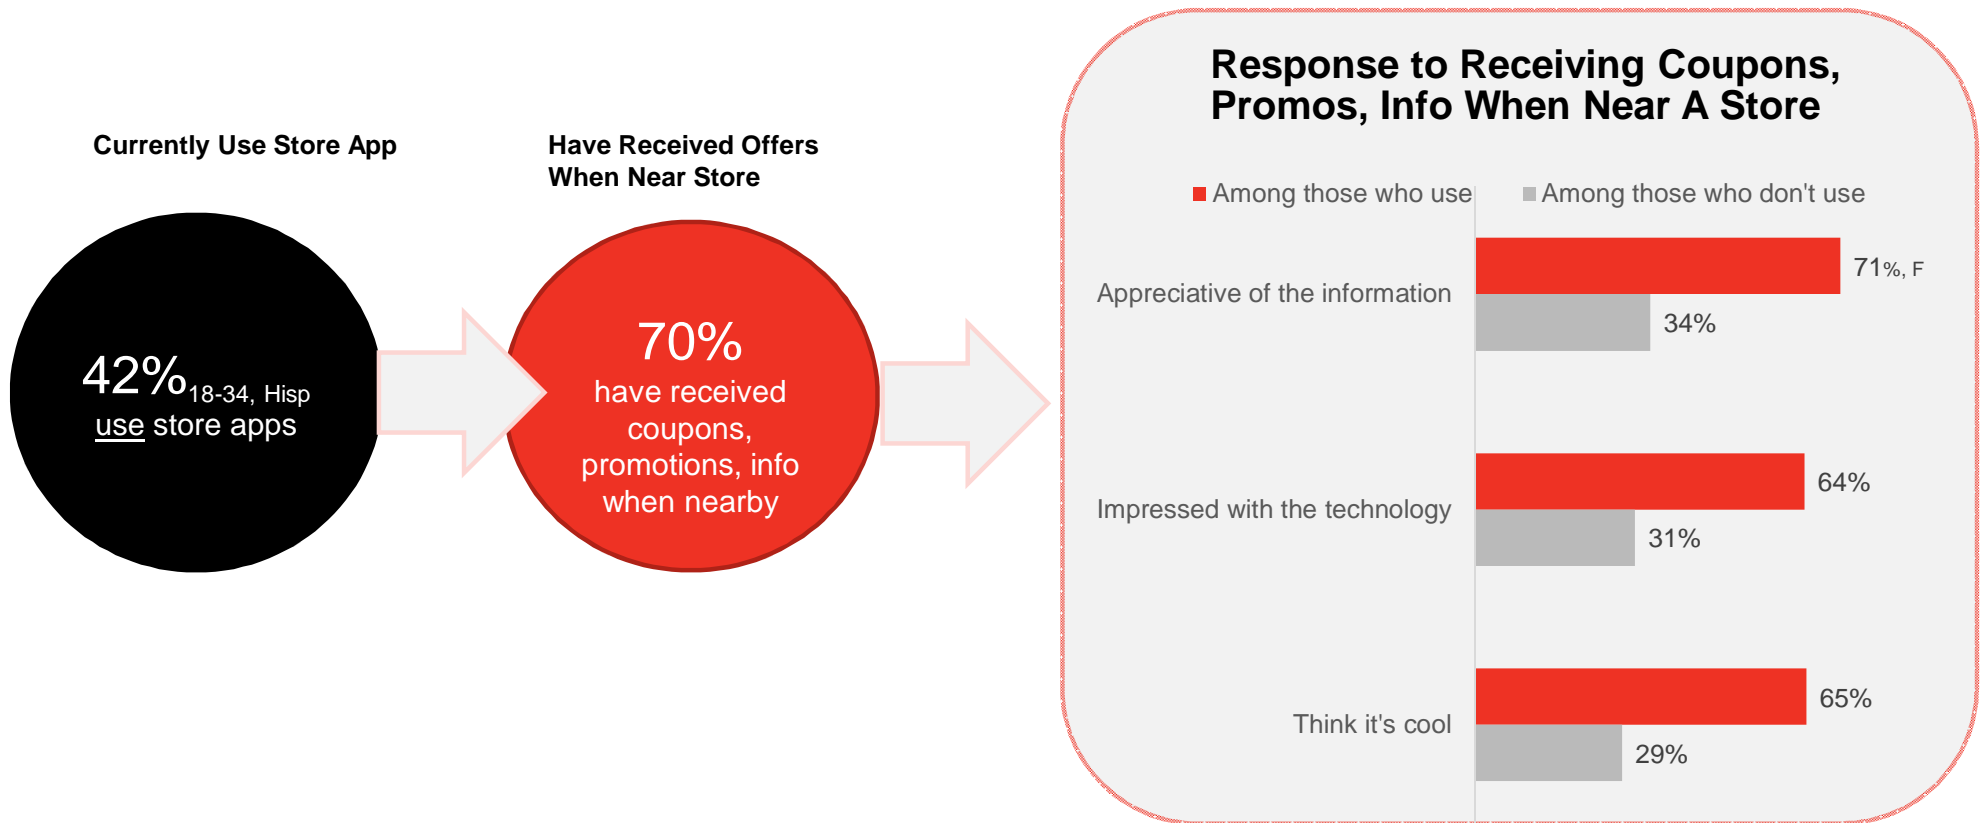 Currently Use Store App
42%18-34, Hisp
use store apps
Have Received Offers
When Near Store
70%
have received
coupons,
promotions, info
when nearby
Response to Receiving Coupons,
Promos, Info When Near A Store
Among those who use
Among those who don't use
Appreciative of the information
71%, F
34%
Impressed with the technology
64%
31%
Think it's cool
65%
29%